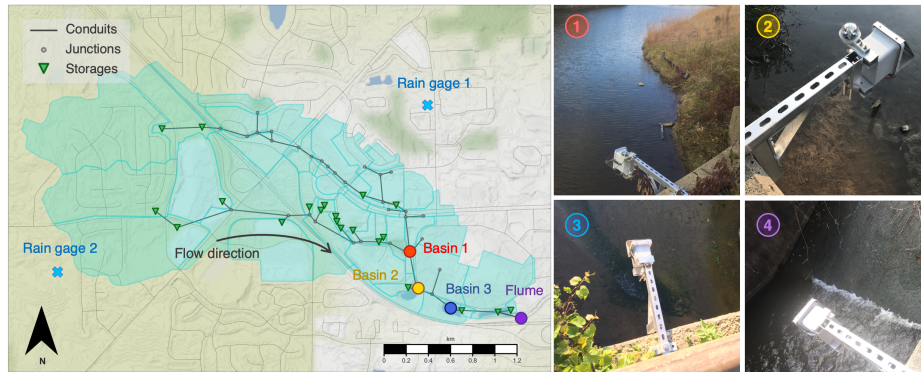 Conduits
Junctions
Storages
Rain gage 1
Rain gage 2
Flow direction
Basin 1
Basin 2
Basin 3
Flume
N
km
0 0.2 0.4 0.6 0.8 1 1.2
1
2
3
4